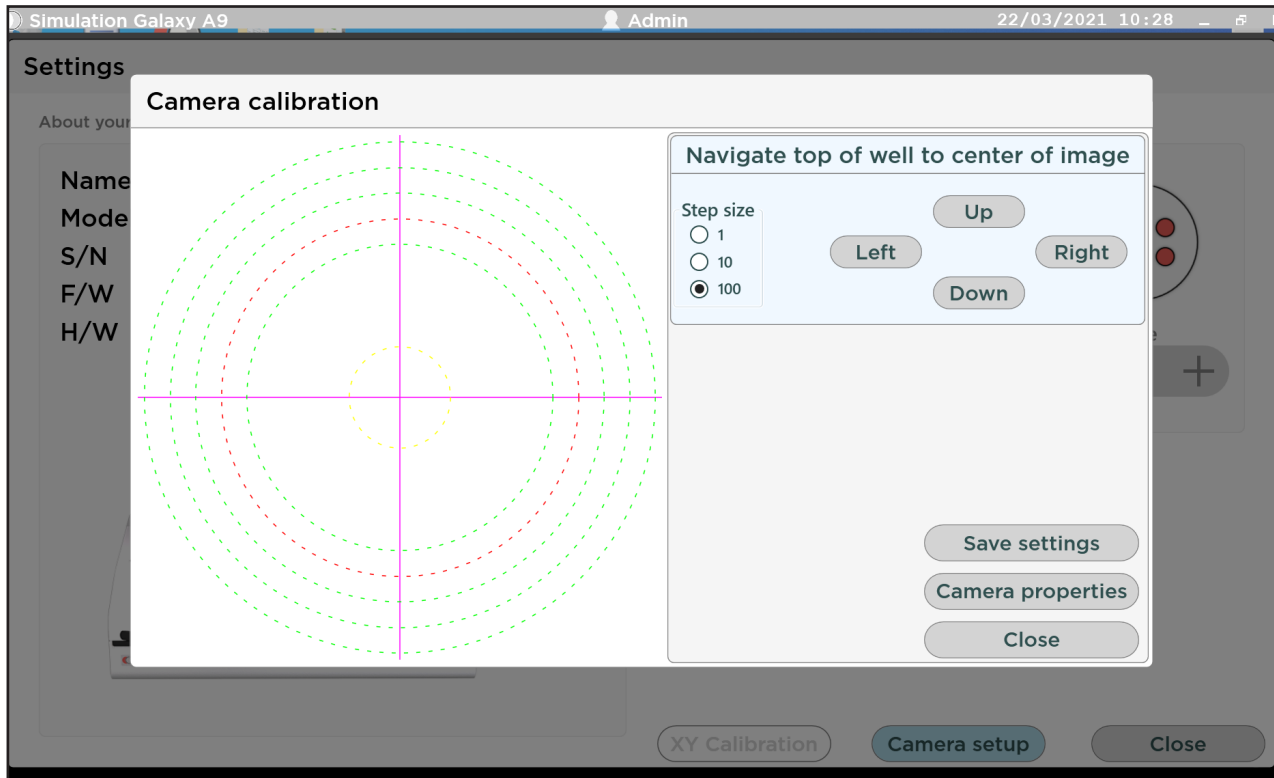 Simulation Galaxy A9 Admin 22/03/2021 10:28
Settings
Camera calibration
About your
Name
Mode
S/N
F/W
H/W
Navigate top of well to center of image
Step size
1
10
100
Up
Left
Right
Down
Save settings
Camera properties
Close
XY Calibration
Camera setup
Close